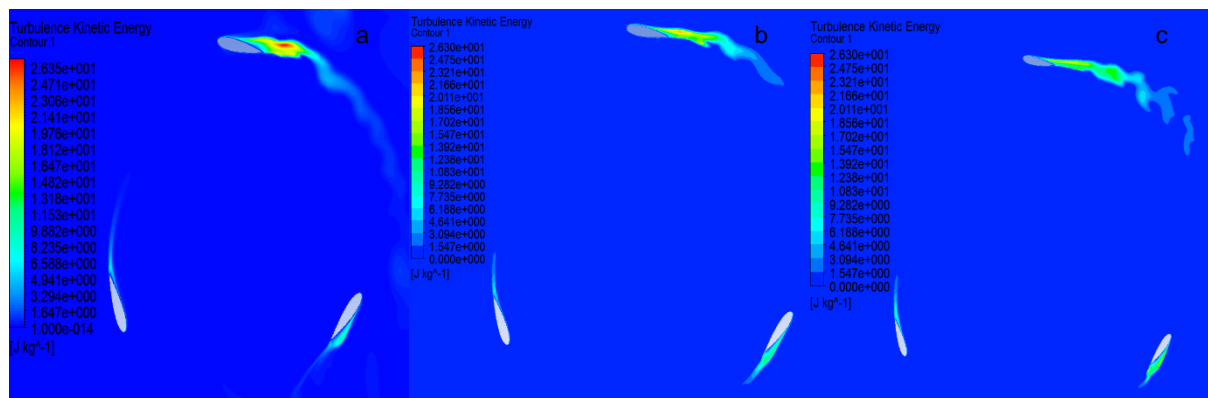 Turbulence Kinetic Energy
Contour 1
2.635e+001
2.471e+001
2.306e+001
2.141e+001
1.976e+001
1.812e+001
1.647e+001
1.482e+001
1.318e+001
1.153e+001
9.882e+000
8.235e+000
6.588e+000
4.941e+000
3.294e+000
1.647e+000
1.000e-014
[J kg^-1]
a
Turbulence Kinetic Energy
Contour 1
2.630e+001
2.475e+001
2.321e+001
2.166e+001
2.011e+001
1.856e+001
1.702e+001
1.547e+001
1.392e+001
1.238e+001
1.083e+001
9.282e+000
7.735e+000
6.188e+000
4.641e+000
3.094e+000
1.547e+000
0.000e+000
[J kg^-1]
b
Turbulence Kinetic Energy
Contour 1
2.630e+001
2.475e+001
2.321e+001
2.166e+001
2.011e+001
1.856e+001
1.702e+001
1.547e+001
1.392e+001
1.238e+001
1.083e+001
9.282e+000
7.735e+000
6.188e+000
4.641e+000
3.094e+000
1.547e+000
0.000e+000
[J kg^-1]
c